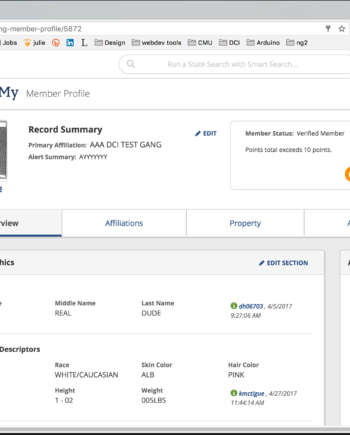 ng-member-profile/5872
Jobs julie in L Design webdev tools CMU DCI Arduino ng2
Run a State Search with Smart Search...
My Member Profile
Record Summary
EDIT
Primary Affiliation: AAA DCI TEST GANG
Alert Summary: AYYYYYYY
Member Status: Verified Member
Points total exceeds 10 points.
rview Affiliations Property A
hics EDIT SECTION
e Middle Name Last Name
REAL DUDE
dh06703 , 4/5/2017
9:27:06 AM
Descriptors
Race Skin Color Hair Color
WHITE/CAUCASIAN ALB PINK
Height Weight
1 - 02 005LBS
kmctigue , 4/27/2017
11:44:14 AM